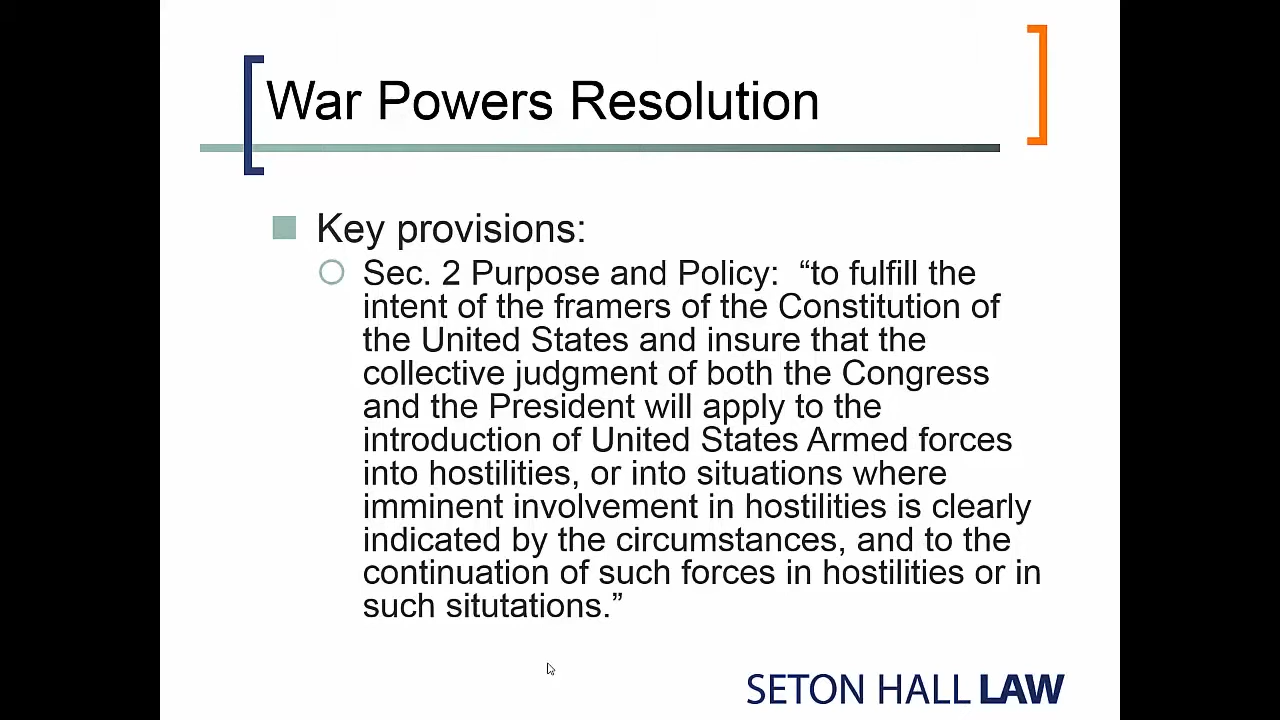 War Powers Resolution
Key provisions:
Sec. 2 Purpose and Policy: “to fulfill the
intent of the framers of the Constitution of
the United States and insure that the
collective judgment of both the Congress
and the President will apply to the
introduction of United States Armed forces
into hostilities, or into situations where
imminent involvement in hostilities is clearly
indicated by the circumstances, and to the
continuation of such forces in hostilities or in
such situtations.”
SETON HALL LAW